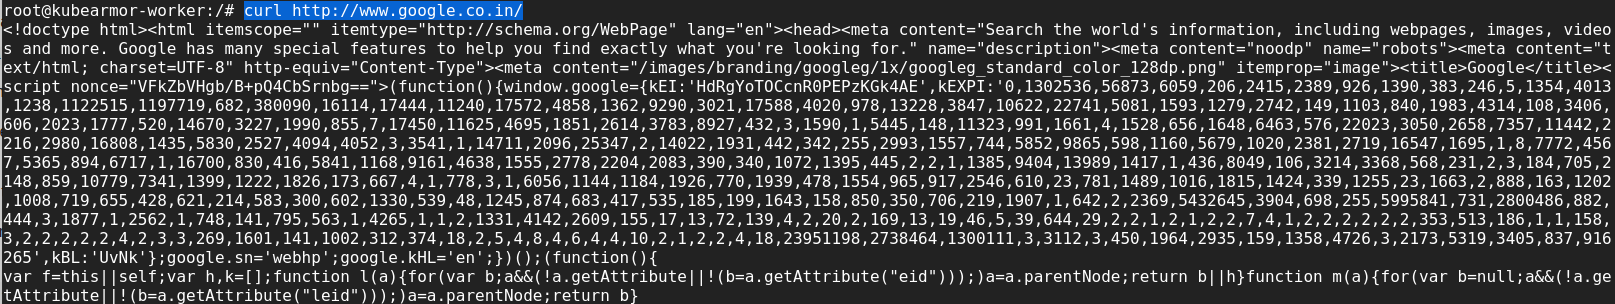 root@kubearmor-worker:/# curl http://www.google.co.in/
<!doctype html><html itemscope="" itemtype="http://schema.org/WebPage" lang="en"><head><meta content="Search the world's information, including webpages, images, video
s and more. Google has many special features to help you find exactly what you're looking for." name="description"><meta content="noodp" name="robots"><meta content="t
ext/html; charset=UTF-8" http-equiv="Content-Type"><meta content="/images/branding/googleg/1x/googleg_standard_color_128dp.png" itemprop="image"><title>Google</title><
script nonce="VFkZbVHgb/B+pQ4CbSrnbg==">(function(){window.google={kEI:'HdRgYoTOCcnR0PEPzKGk4AE',kEXPI:'0,1302536,56873,6059,206,2415,2389,926,1390,383,246,5,1354,4013
,1238,1122515,1197719,682,380090,16114,17444,11240,17572,4858,1362,9290,3021,17588,4020,978,13228,3847,10622,22741,5081,1593,1279,2742,149,1103,840,1983,4314,108,3406,
606,2023,1777,520,14670,3227,1990,855,7,17450,11625,4695,1851,2614,3783,8927,432,3,1590,1,5445,148,11323,991,1661,4,1528,656,1648,6463,576,22023,3050,2658,7357,11442,2
216,2980,16808,1435,5830,2527,4094,4052,3,3541,1,14711,2096,25347,2,14022,1931,442,342,255,2993,1557,744,5852,9865,598,1160,5679,1020,2381,2719,16547,1695,1,8,7772,456
7,5365,894,6717,1,16700,830,416,5841,1168,9161,4638,1555,2778,2204,2083,390,340,1072,1395,445,2,2,1,1385,9404,13989,1417,1,436,8049,106,3214,3368,568,231,2,3,184,705,2
148,859,10779,7341,1399,1222,1826,173,667,4,1,778,3,1,6056,1144,1184,1926,770,1939,478,1554,965,917,2546,610,23,781,1489,1016,1815,1424,339,1255,23,1663,2,888,163,1202
,1008,719,655,428,621,214,583,300,602,1330,539,48,1245,874,683,417,535,185,199,1643,158,850,350,706,219,1907,1,642,2,2369,5432645,3904,698,255,5995841,731,2800486,882,
444,3,1877,1,2562,1,748,141,795,563,1,4265,1,1,2,1331,4142,2609,155,17,13,72,139,4,2,20,2,169,13,19,46,5,39,644,29,2,2,1,2,1,2,2,7,4,1,2,2,2,2,2,2,353,513,186,1,1,158,
3,2,2,2,2,2,4,2,3,3,269,1601,141,1002,312,374,18,2,5,4,8,4,6,4,4,10,2,1,2,2,4,18,23951198,2738464,1300111,3,3112,3,450,1964,2935,159,1358,4726,3,2173,5319,3405,837,916
265',kBL:'UvNk'};google.sn='webhp';google.kHL='en';})();(function(){
var f=this||self;var h,k=[];function l(a){for(var b;a&&(!a.getAttribute||!(b=a.getAttribute("eid")));)a=a.parentNode;return b||h}function m(a){for(var b=null;a&&(!a.ge
tAttribute||!(b=a.getAttribute("leid")));)a=a.parentNode;return b}